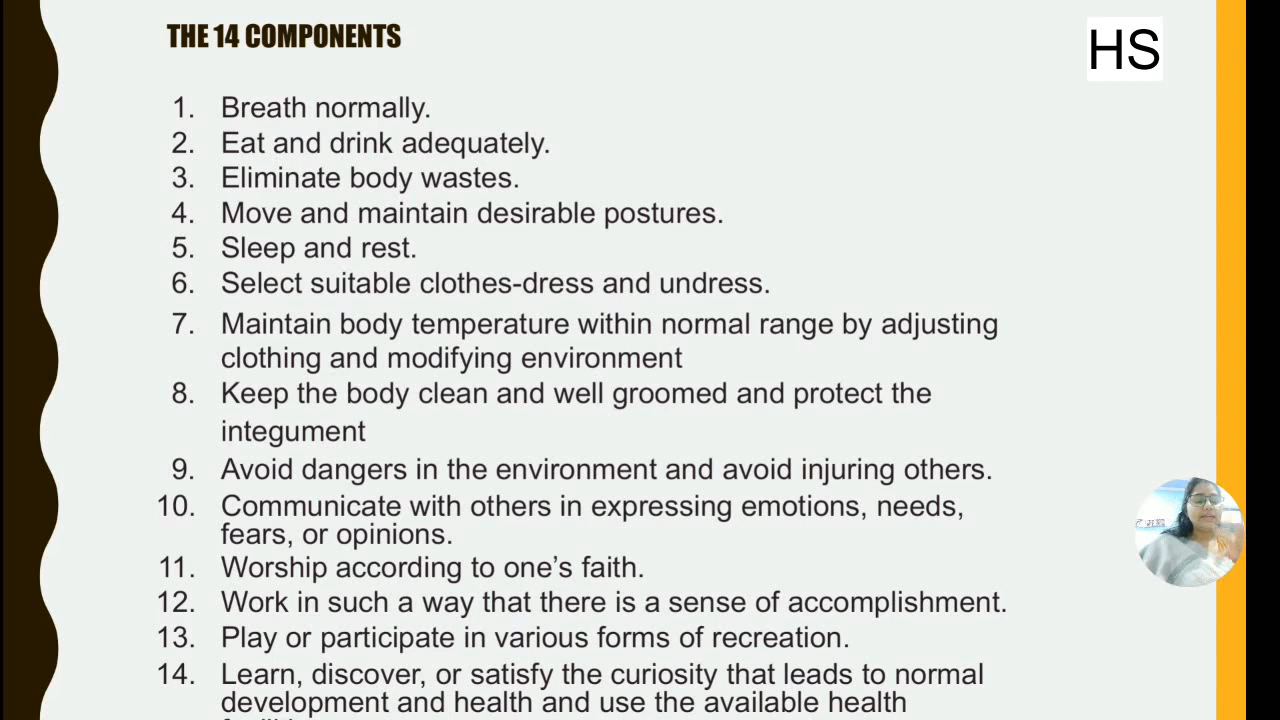 THE 14 COMPONENTS
HS
1. Breath normally.
2. Eat and drink adequately.
3. Eliminate body wastes.
4. Move and maintain desirable postures.
5. Sleep and rest.
6. Select suitable clothes-dress and undress.
7. Maintain body temperature within normal range by adjusting
clothing and modifying environment
8. Keep the body clean and well groomed and protect the
integument
9. Avoid dangers in the environment and avoid injuring others.
10. Communicate with others in expressing emotions, needs,
fears, or opinions.
11. Worship according to one’s faith.
12. Work in such a way that there is a sense of accomplishment.
13. Play or participate in various forms of recreation.
14. Learn, discover, or satisfy the curiosity that leads to normal
development and health and use the available health